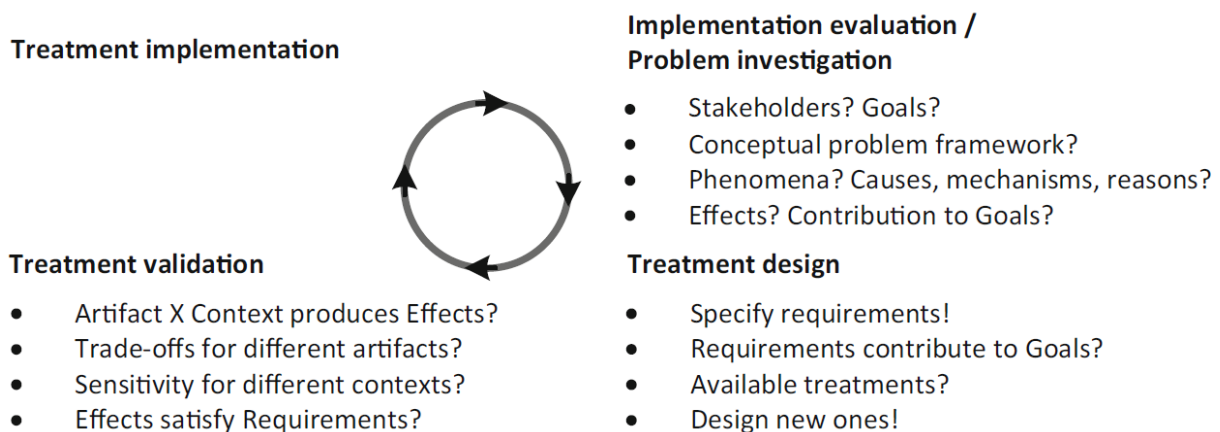 Treatment implementation
Implementation evaluation /
Problem investigation
• Stakeholders? Goals?
• Conceptual problem framework?
• Phenomena? Causes, mechanisms, reasons?
• Effects? Contribution to Goals?
Treatment validation
• Artifact X Context produces Effects?
• Trade-offs for different artifacts?
• Sensitivity for different contexts?
• Effects satisfy Requirements?
Treatment design
• Specify requirements!
• Requirements contribute to Goals?
• Available treatments?
• Design new ones!